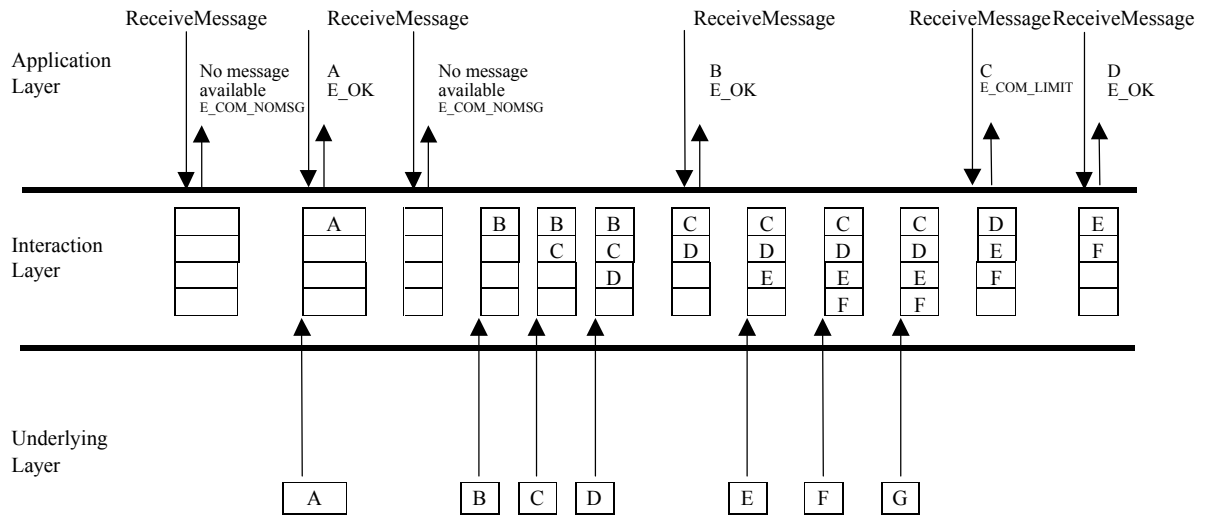 ReceiveMessage ReceiveMessage ReceiveMessage ReceiveMessage ReceiveMessage ReceiveMessage
Application
Layer
No message
available
E_COM_NOMSG
A
E_OK
No message
available
E_COM_NOMSG
B
E_OK
C
E_COM_LIMIT
D
E_OK
Interaction
Layer
A B B B C C C C D E
C C D D D D E F
D E E E F
F F
Underlying
Layer
A B C D E F G